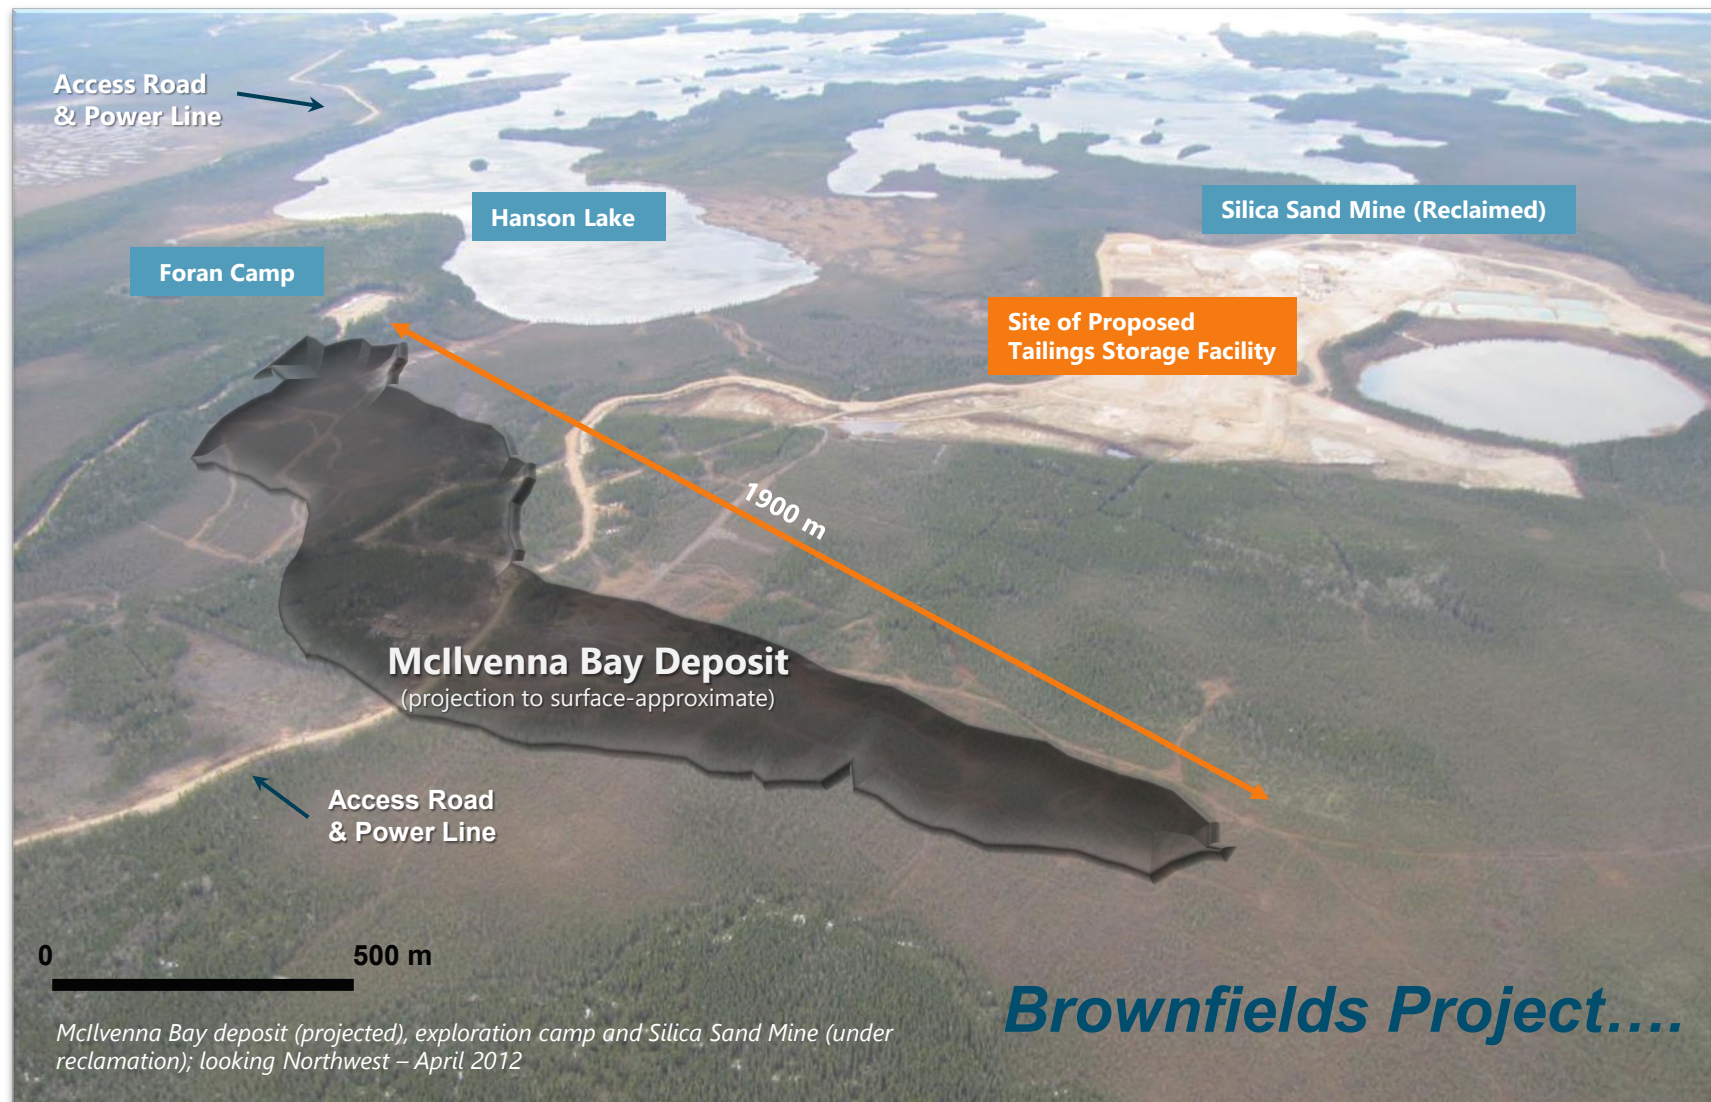 Access Road
& Power Line
Hanson Lake
Silica Sand Mine (Reclaimed)
Foran Camp
Site of Proposed
Tailings Storage Facility
1900 m
McIlvenna Bay Deposit
(projection to surface-approximate)
Access Road
& Power Line
0 500 m
Brownfields Project....
McIlvenna Bay deposit (projected), exploration camp and Silica Sand Mine (under
reclamation); looking Northwest – April 2012